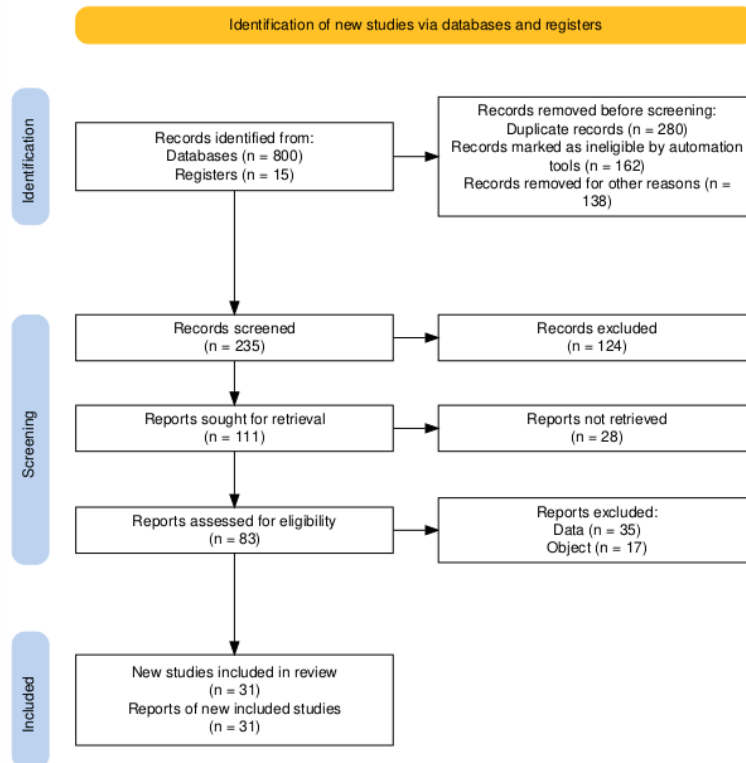 Identification of new studies via databases and registers
Identification
Records identified from:
Databases (n = 800)
Registers (n = 15)
Records removed before screening:
Duplicate records (n = 280)
Records marked as ineligible by automation
tools (n = 162)
Records removed for other reasons (n =
138)
Screening
Records screened
(n = 235)
Records excluded
(n = 124)
Reports sought for retrieval
(n = 111)
Reports not retrieved
(n = 28)
Reports assessed for eligibility
(n = 83)
Reports excluded:
Data (n = 35)
Object (n = 17)
Included
New studies included in review
(n = 31)
Reports of new included studies
(n = 31)